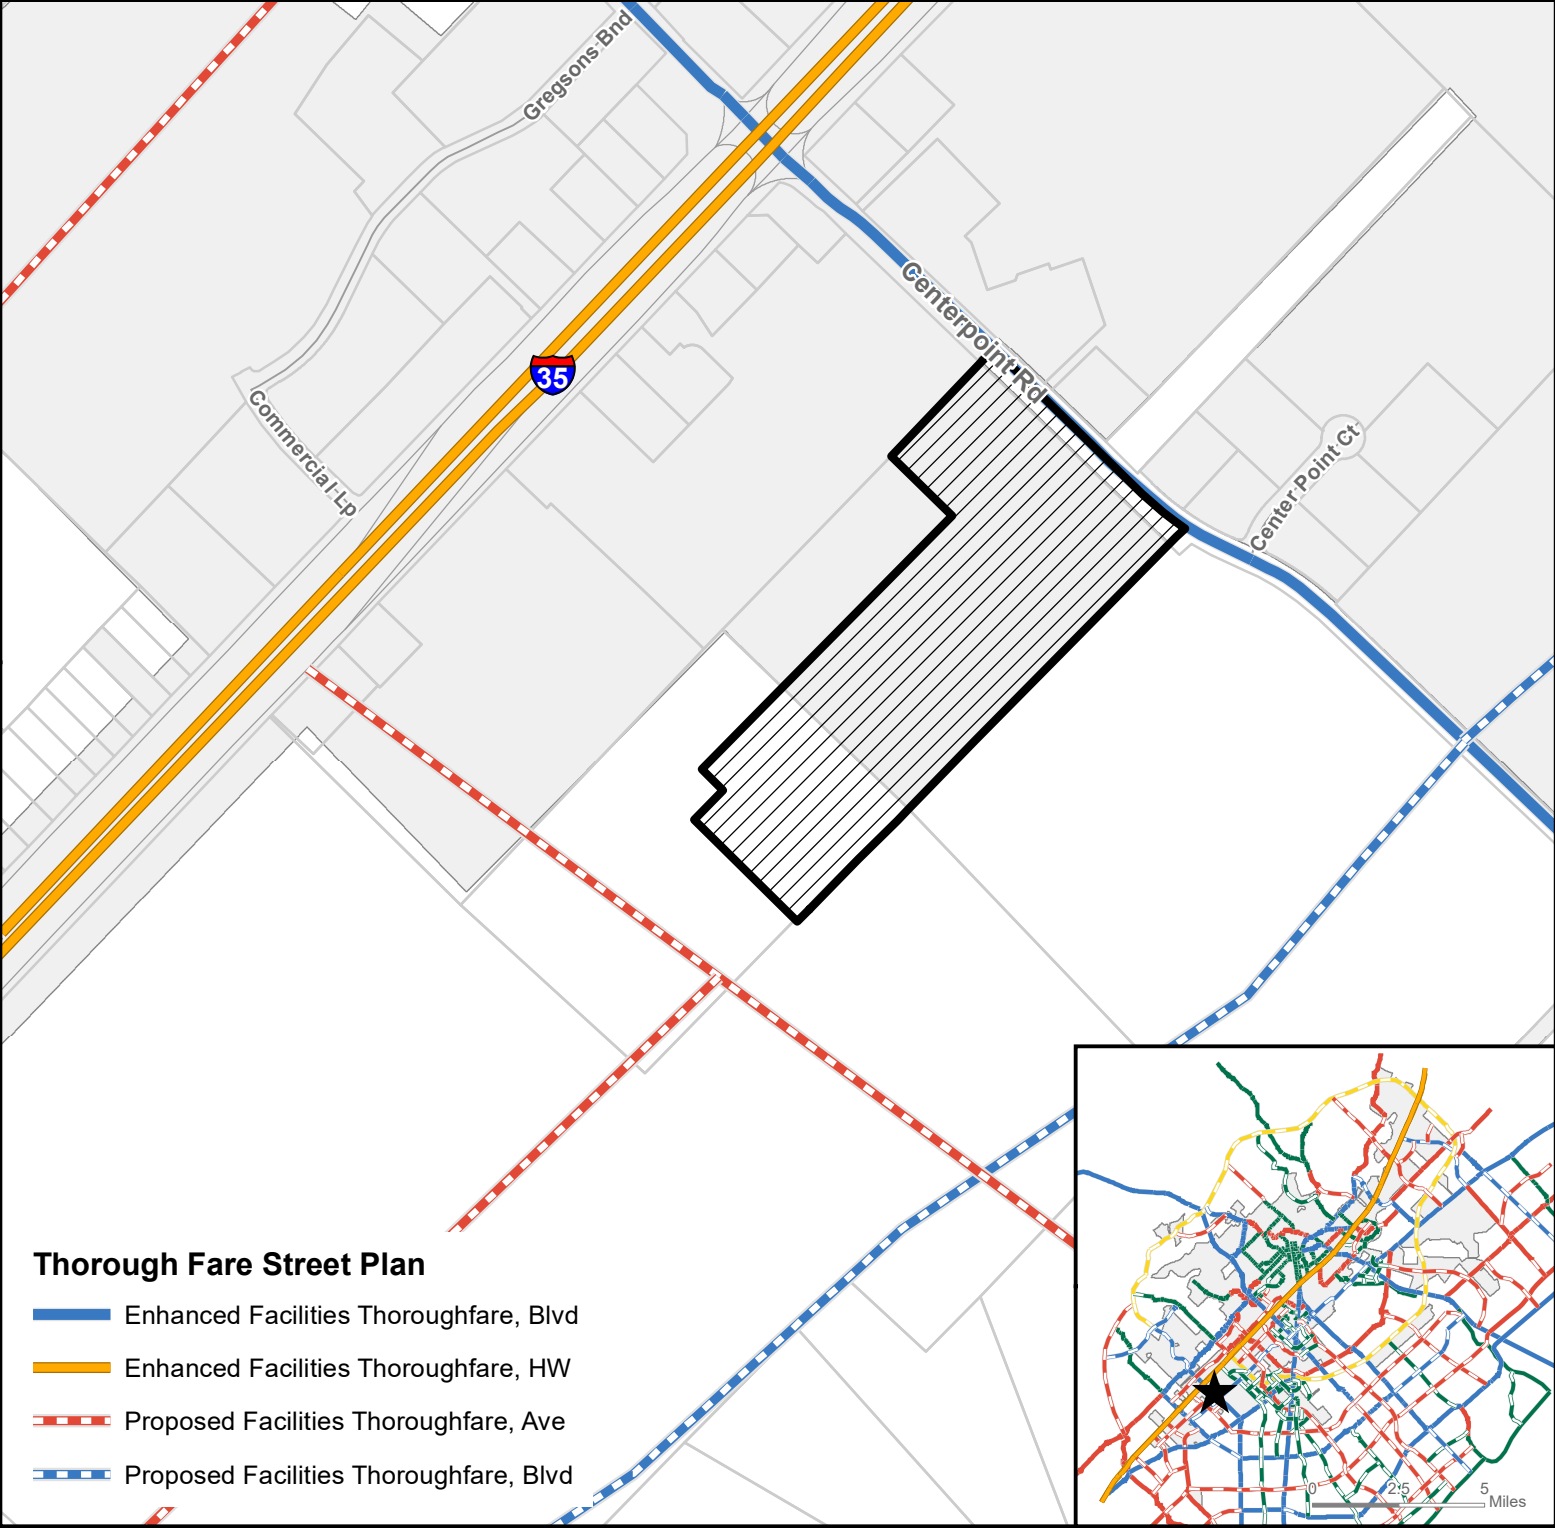 Gregsons Bnd
Centerpoint Rd
35
Commercial Lp
Center Point Ct
Thorough Fare Street Plan
Enhanced Facilities Thoroughfare, Blvd
Enhanced Facilities Thoroughfare, HW
Proposed Facilities Thoroughfare, Ave
Proposed Facilities Thoroughfare, Blvd
0 2.5 5
Miles